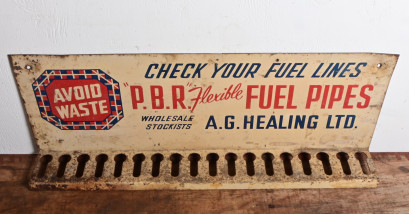 CHECK YOUR FUEL LINES
AVOID
WASTE
"P.B.R." Flexible FUEL PIPES
WHOLESALE
STOCKISTS
A.G. HEALING LTD.